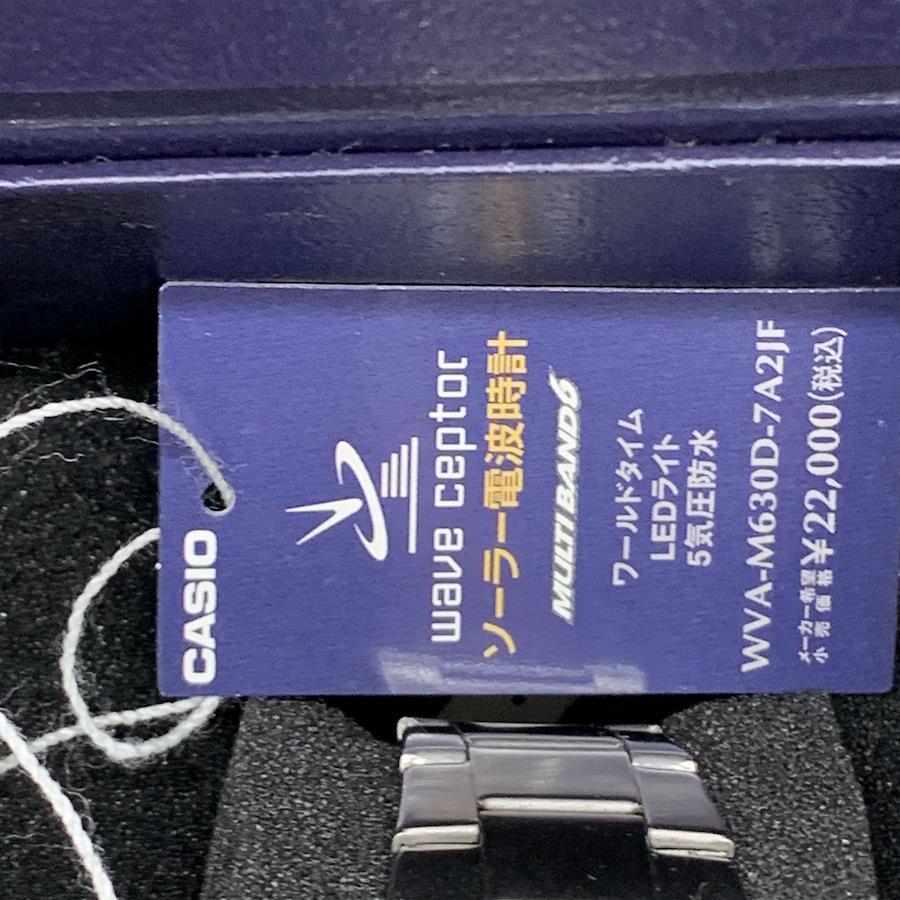 CASIO
wave ceptor
ソーラー電波時計
MULTIBAND6
ワールドタイム
LEDライト
5気圧防水
WVA-M630D-7A2JF
メーカー希望
小売価格
¥22,000(税込)